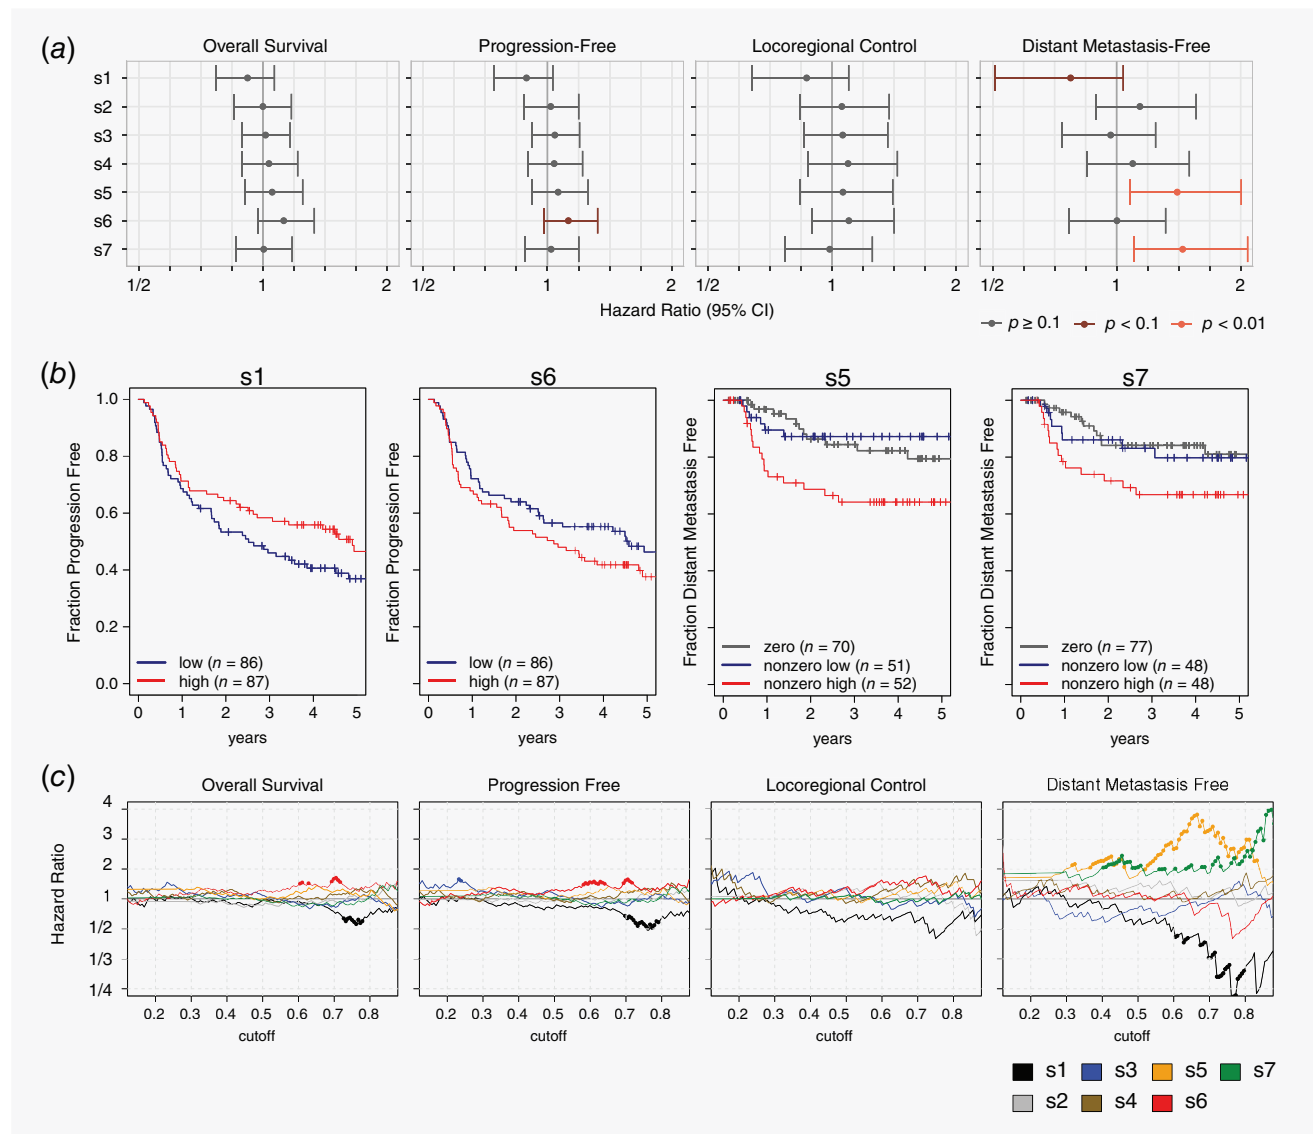 (a)
Overall Survival Progression-Free Locoregional Control Distant Metastasis-Free
s1
s2
s3
s4
s5
s6
s7
1/2 1 2 1/2 1 2 1/2 1 2 1/2 1 2
Hazard Ratio (95% CI)
p ≥ 0.1 p < 0.1 p < 0.01
(b)
s1 s6 s5 s7
Fraction Progression Free
1.0
0.8
0.6
0.4
0.2
0.0
low (n = 86)
high (n = 87)
0 1 2 3 4 5
years
Fraction Progression Free
low (n = 86)
high (n = 87)
0 1 2 3 4 5
years
Fraction Distant Metastasis Free
zero (n = 70)
nonzero low (n = 51)
nonzero high (n = 52)
0 1 2 3 4 5
years
Fraction Distant Metastasis Free
zero (n = 77)
nonzero low (n = 48)
nonzero high (n = 48)
0 1 2 3 4 5
years
(c)
Overall Survival Progression Free Locoregional Control Distant Metastasis Free
Hazard Ratio
4
3
2
1
1/2
1/3
1/4
0.2 0.3 0.4 0.5 0.6 0.7 0.8 0.2 0.3 0.4 0.5 0.6 0.7 0.8 0.2 0.3 0.4 0.5 0.6 0.7 0.8 0.2 0.3 0.4 0.5 0.6 0.7 0.8
cutoff cutoff cutoff cutoff
s1 s3 s5 s7
s2 s4 s6